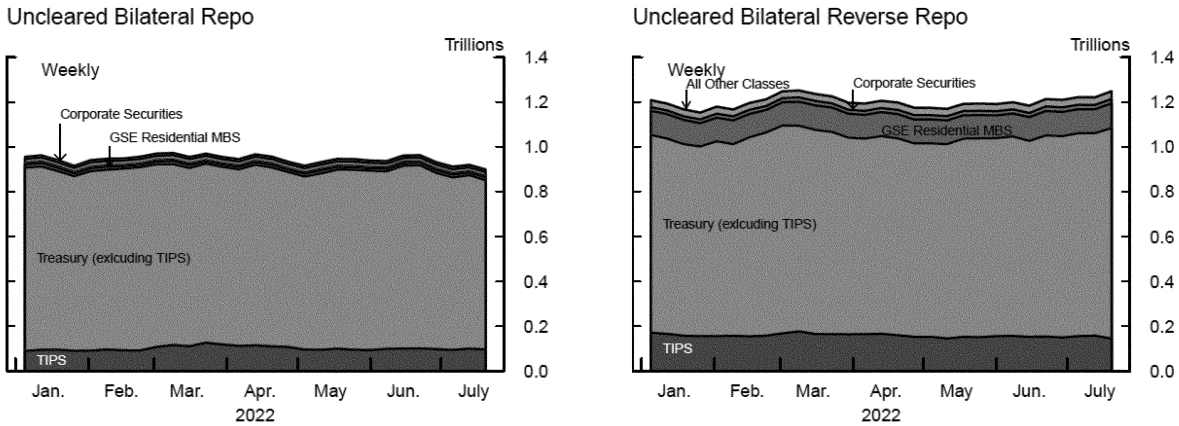 Uncleared Bilateral Repo
Trillions
Weekly
1.4
Corporate Securities
1.2
GSE Residential MBS
1.0
0.8
Treasury (exlcuding TIPS)
0.6
0.4
0.2
TIPS
0.0
Jan. Feb. Mar. Apr. May Jun. July
2022
Uncleared Bilateral Reverse Repo
Trillions
Weekly
1.4
All Other Classes
Corporate Securities
1.2
GSE Residential MBS
1.0
0.8
Treasury (exlcuding TIPS)
0.6
0.4
0.2
TIPS
0.0
Jan. Feb. Mar. Apr. May Jun. July
2022